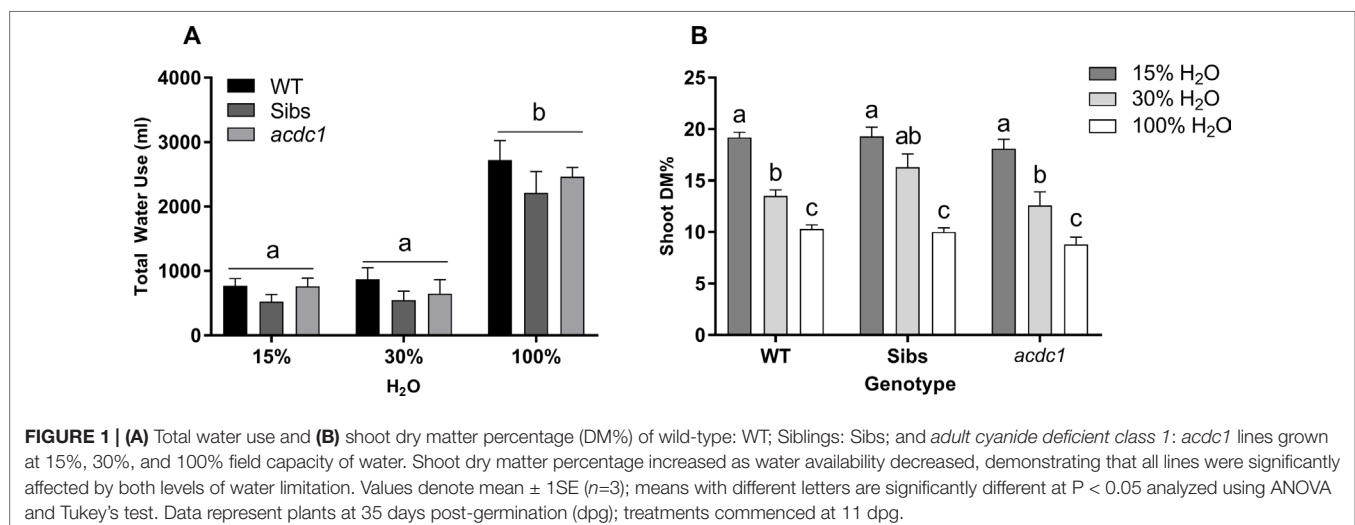 A
Total Water Use (ml)
4000
3000
2000
1000
0
WT
Sibs
acdc1
a
a
b
15%
30%
100%
H₂O
B
Shoot DM%
25
20
15
10
5
0
15% H₂O
30% H₂O
100% H₂O
a
b
c
a
ab
c
a
b
c
WT
Sibs
acdc1
Genotype
FIGURE 1 | (A) Total water use and (B) shoot dry matter percentage (DM%) of wild-type: WT; Siblings: Sibs; and adult cyanide deficient class 1: acdc1 lines grown
at 15%, 30%, and 100% field capacity of water. Shoot dry matter percentage increased as water availability decreased, demonstrating that all lines were significantly
affected by both levels of water limitation. Values denote mean ± 1SE (n=3); means with different letters are significantly different at P < 0.05 analyzed using ANOVA
and Tukey's test. Data represent plants at 35 days post-germination (dpg); treatments commenced at 11 dpg.